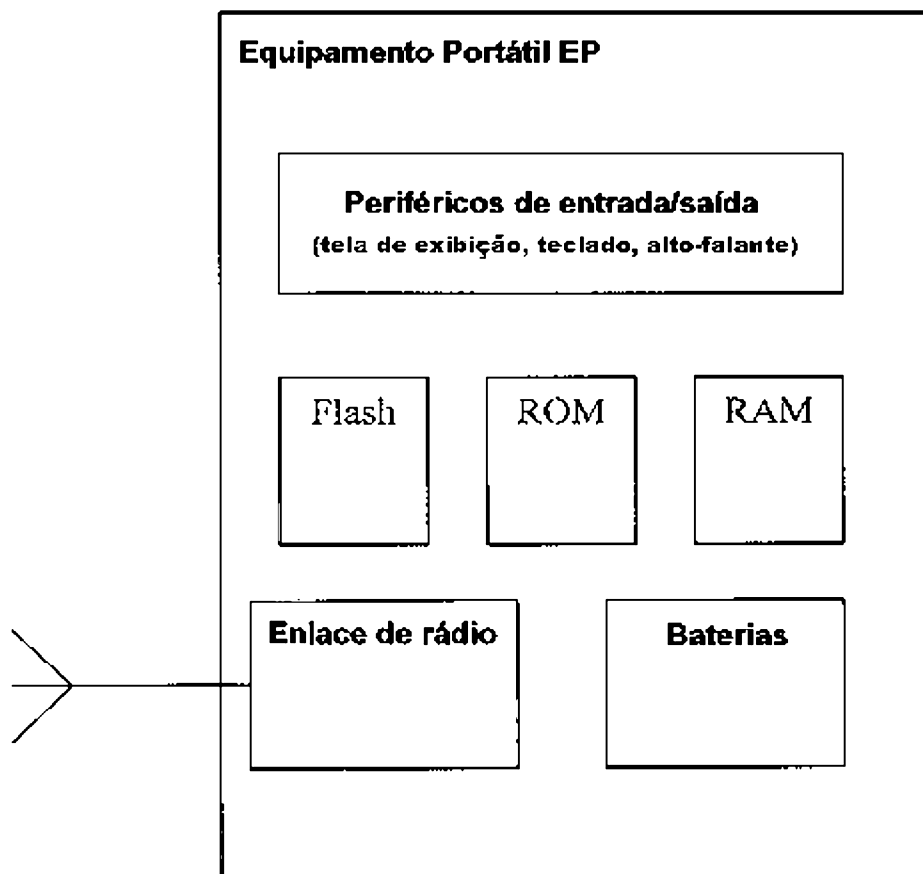 Equipamento Portátil EP
Periféricos de entrada/saída
(tela de exibição, teclado, alto-falante)
Flash
ROM
RAM
Enlace de rádio
Baterias